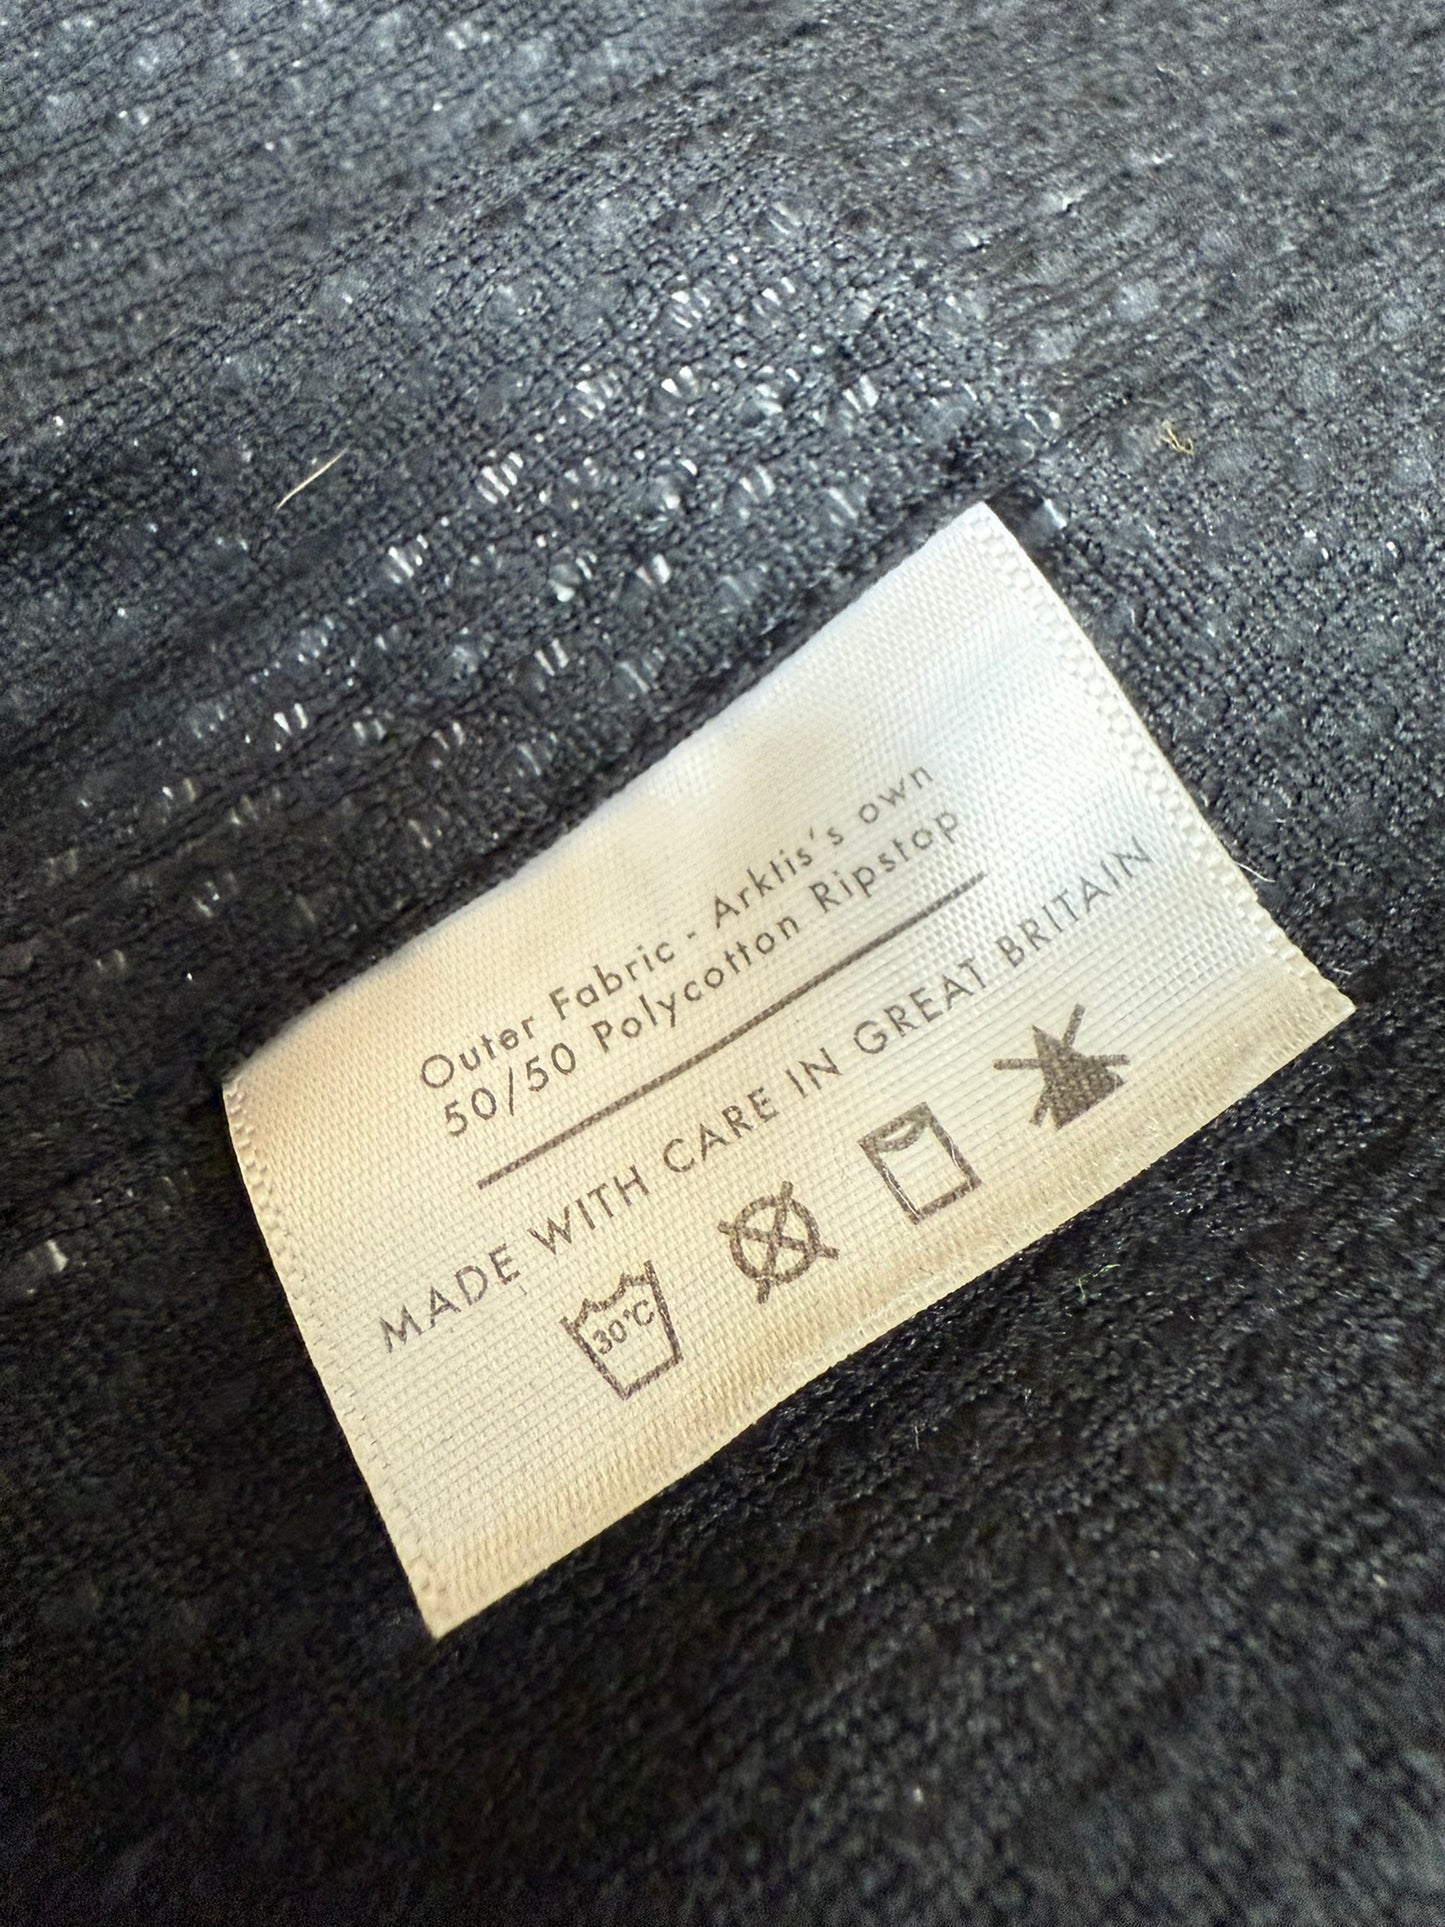 Outer Fabric - Arktis's own
50/50 Polycotton Ripstop
MADE WITH CARE IN GREAT BRITAIN
30°C